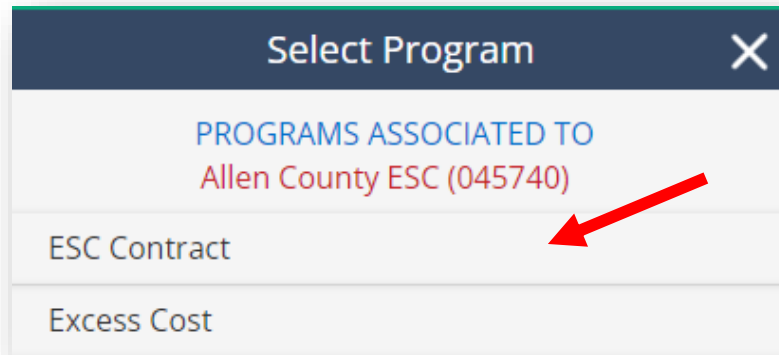 Select Program
PROGRAMS ASSOCIATED TO
Allen County ESC (045740)
ESC Contract
Excess Cost